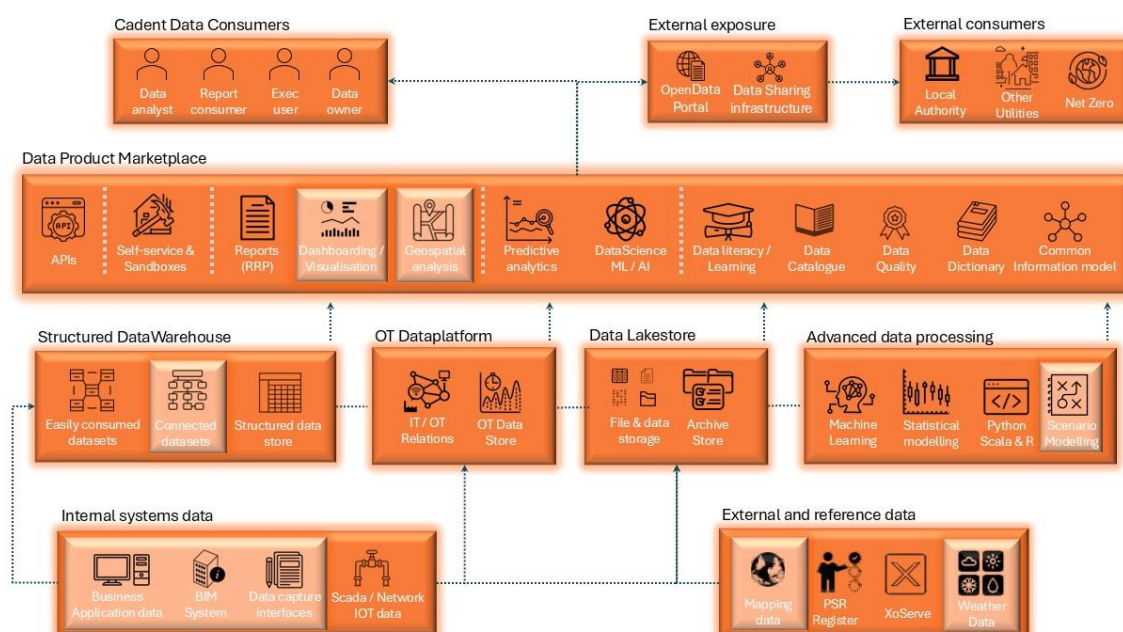 Cadent Data Consumers
External exposure
External consumers
Data
analyst
Report
consumer
Exec
user
Data
owner
OpenData
Portal
Data Sharing
infrastructure
Local
Authority
Other
Utilities
Net Zero
Data Product Marketplace
API
APIs
Self-service &
Sandboxes
Reports
(RRP)
Dashboarding /
Visualisation
Geospatial
analysis
Predictive
analytics
DataScience
ML / AI
Data literacy /
Learning
Data
Catalogue
Data
Quality
Data
Dictionary
Common
Information model
Structured DataWarehouse
OT Dataplatform
Data Lakestore
Advanced data processing
Easily consumed
datasets
Connected
datasets
Structured data
store
IT / OT
Relations
OT Data
Store
File & data
storage
Archive
Store
Machine
Learning
Statistical
modelling
Python
Scala & R
Scenario
Modelling
Internal systems data
External and reference data
Business
Application data
BIM
System
Data capture
interfaces
Scada / Network
IOT data
Mapping
data
PSR
Register
XoServe
Weather
Data